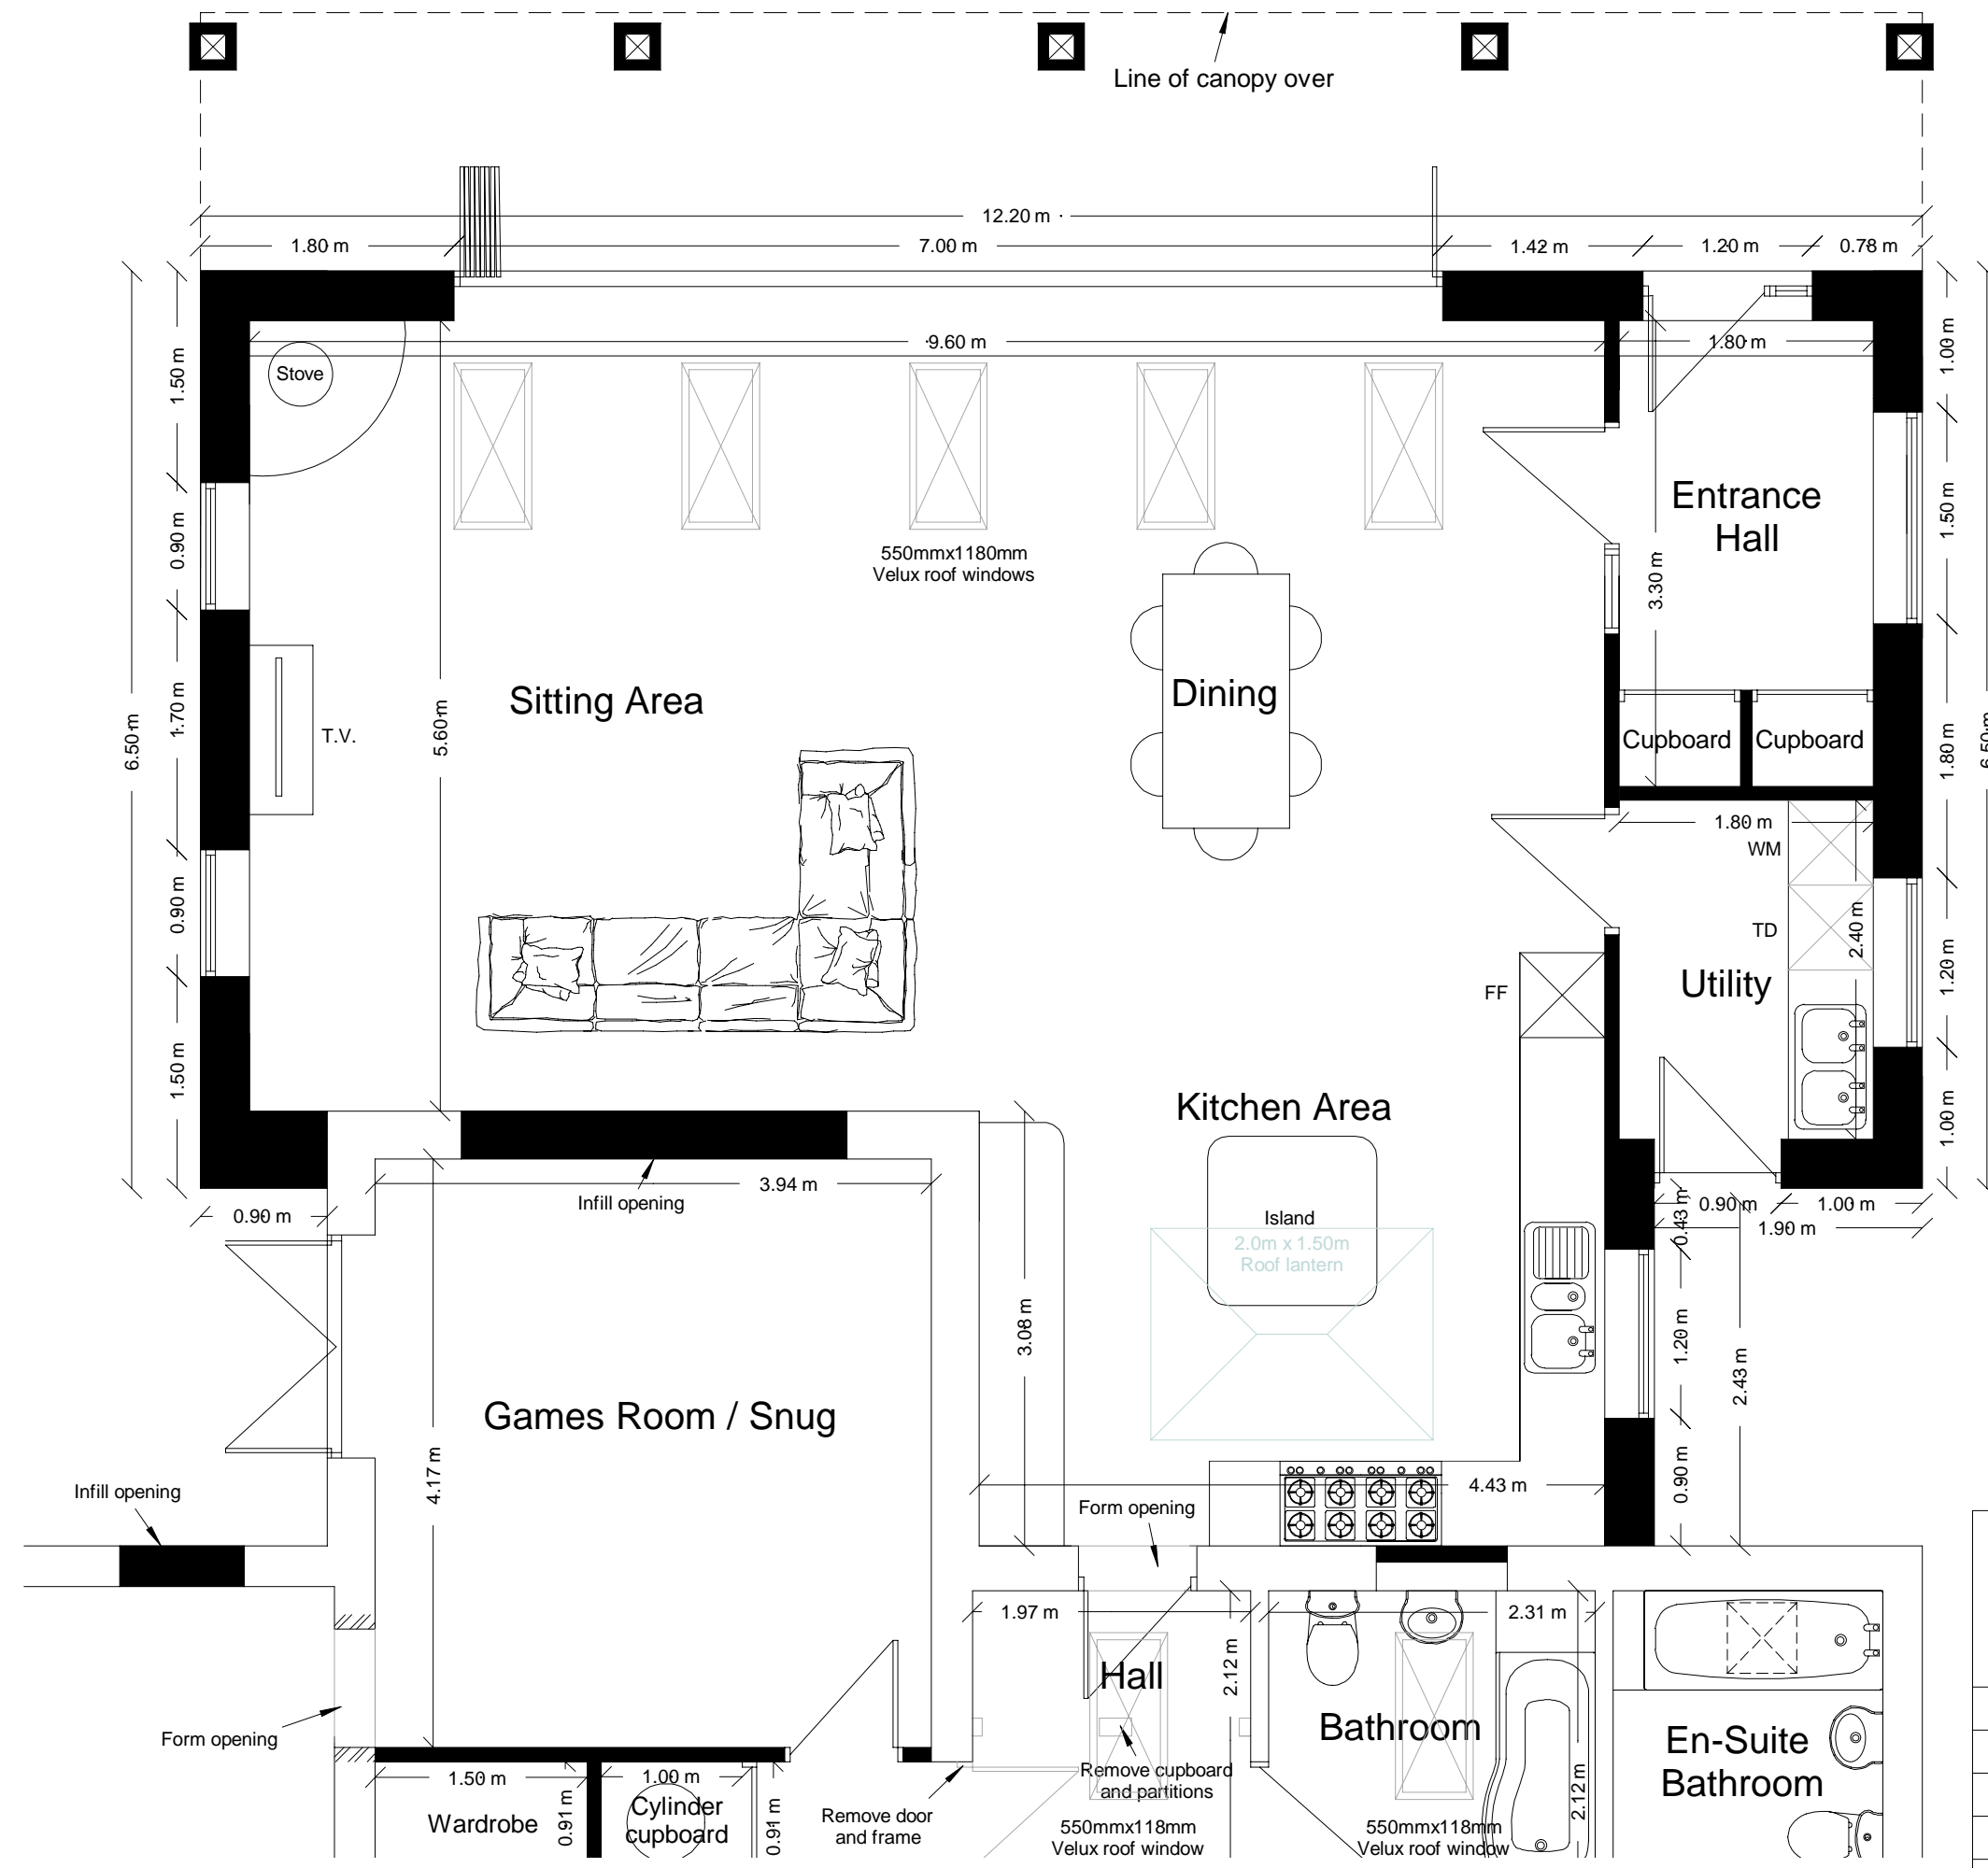 Line of canopy over
12.20 m
1.80 m
7.00 m
1.42 m
1.20 m
0.78 m
9.60 m
1.80 m
Stove
1.50 m
1.00 m
0.90 m
1.50 m
Entrance
Hall
550mmx1180mm
Velux roof windows
3.30 m
6.50 m
1.70 m
5.60 m
Sitting Area
T.V.
Dining
Cupboard
Cupboard
1.80 m
6.50m
1.80 m
WM
0.90 m
TD
2.40 m
Utility
FF
1.20 m
1.50 m
1.00 m
Kitchen Area
3.94 m
Infill opening
0.90 m
0.43 m
0.90 m
1.00 m
1.90 m
Island
2.0m x 1.50m
Roof lantern
3.08 m
1.20 m
2.43 m
Games Room / Snug
4.17 m
0.90 m
4.43 m
Infill opening
Form opening
1.97 m
2.31 m
2.12 m
Hall
Bathroom
Form opening
En-Suite
Bathroom
1.50 m
1.00 m
Remove cupboard
and partitions
2.12 m
Wardrobe
0.91 m
Cylinder
cupboard
0.91 m
Remove door
and frame
550mmx118mm
Velux roof window
550mmx118mm
Velux roof window